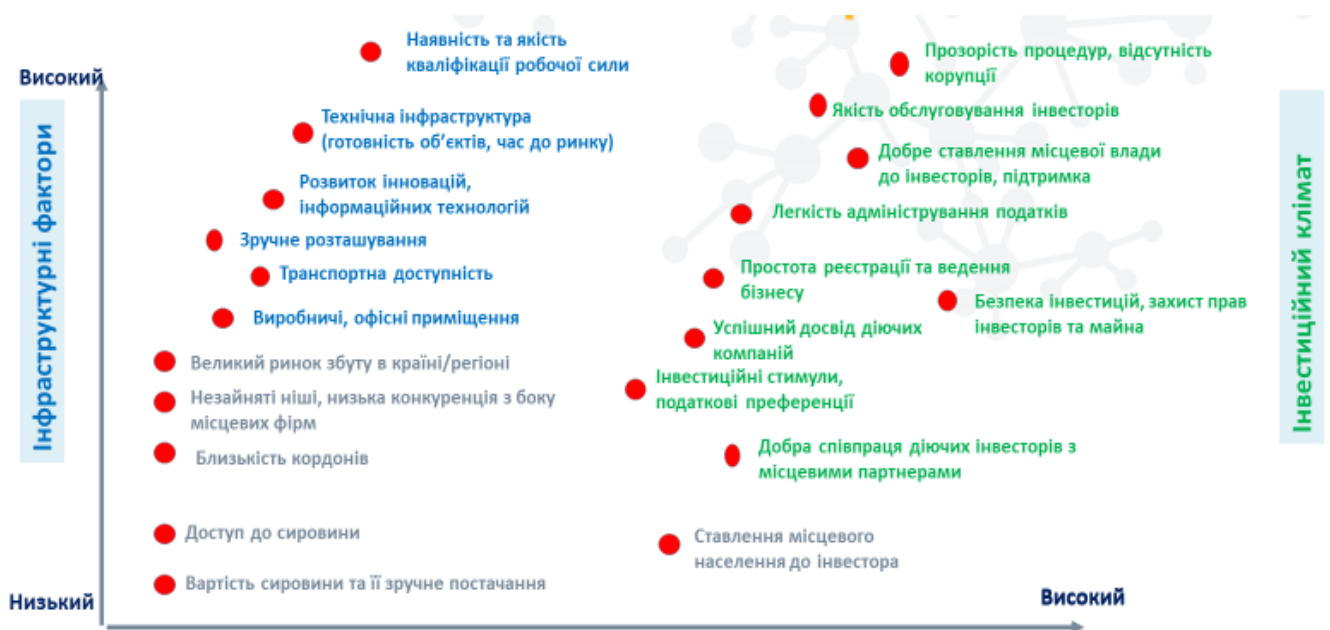 Високий
Інфраструктурні фактори
Низький
Наявність та якість
кваліфікації робочої сили
Технічна інфраструктура
(готовність об’єктів, час до ринку)
Розвиток інновацій,
інформаційних технологій
Зручне розташування
Транспортна доступність
Виробничі, офісні приміщення
Великий ринок збуту в країні/регіоні
Незайняті ніші, низька конкуренція з боку
місцевих фірм
Близькість кордонів
Доступ до сировини
Вартість сировини та її зручне постачання
Прозорість процедур, відсутність
корупції
Якість обслуговування інвесторів
Добре ставлення місцевої влади
до інвесторів, підтримка
Легкість адміністрування податків
Простота реєстрації та ведення
бізнесу
Безпека інвестицій, захист прав
інвесторів та майна
Успішний досвід діючих
компаній
Інвестиційні стимули,
податкові преференції
Добра співпраця діючих інвесторів з
місцевими партнерами
Ставлення місцевого
населення до інвестора
Високий
Інвестиційний клімат